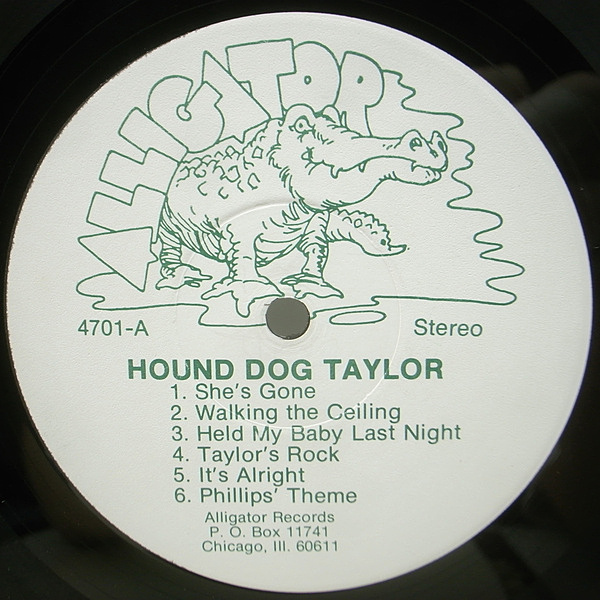 ALLIGATOR
4701-A
Stereo
HOUND DOG TAYLOR
1. She's Gone
2. Walking the Ceiling
3. Held My Baby Last Night
4. Taylor's Rock
5. It's Alright
6. Phillips' Theme
Alligator Records
P. O. Box 11741
Chicago, Ill. 60611